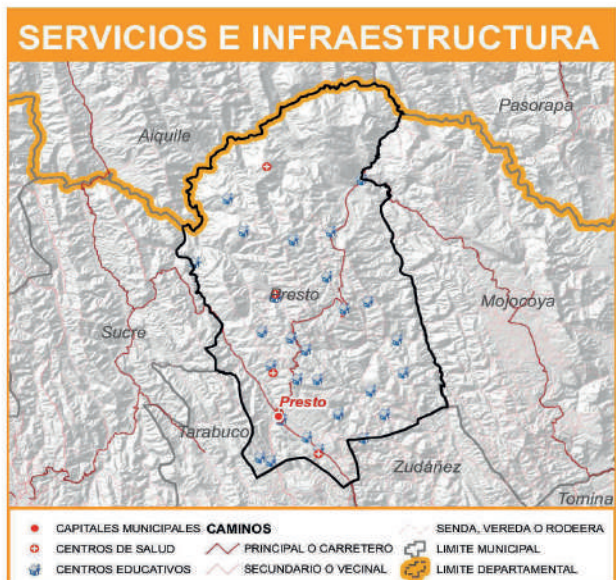 SERVICIOS E INFRAESTRUCTURA
Pasorapa
Aiquile
Presto
Mojocoya
Sucre
Presto
Tarabuco
Zudáñez
Tomina
CAPITALES MUNICIPALES
CENTROS DE SALUD
CENTROS EDUCATIVOS
CAMINOS
PRINCIPAL O CARRETERO
SECUNDARIO O VECINAL
SENDA, VEREDA O RODEERA
LIMITE MUNICIPAL
LIMITE DEPARTAMENTAL